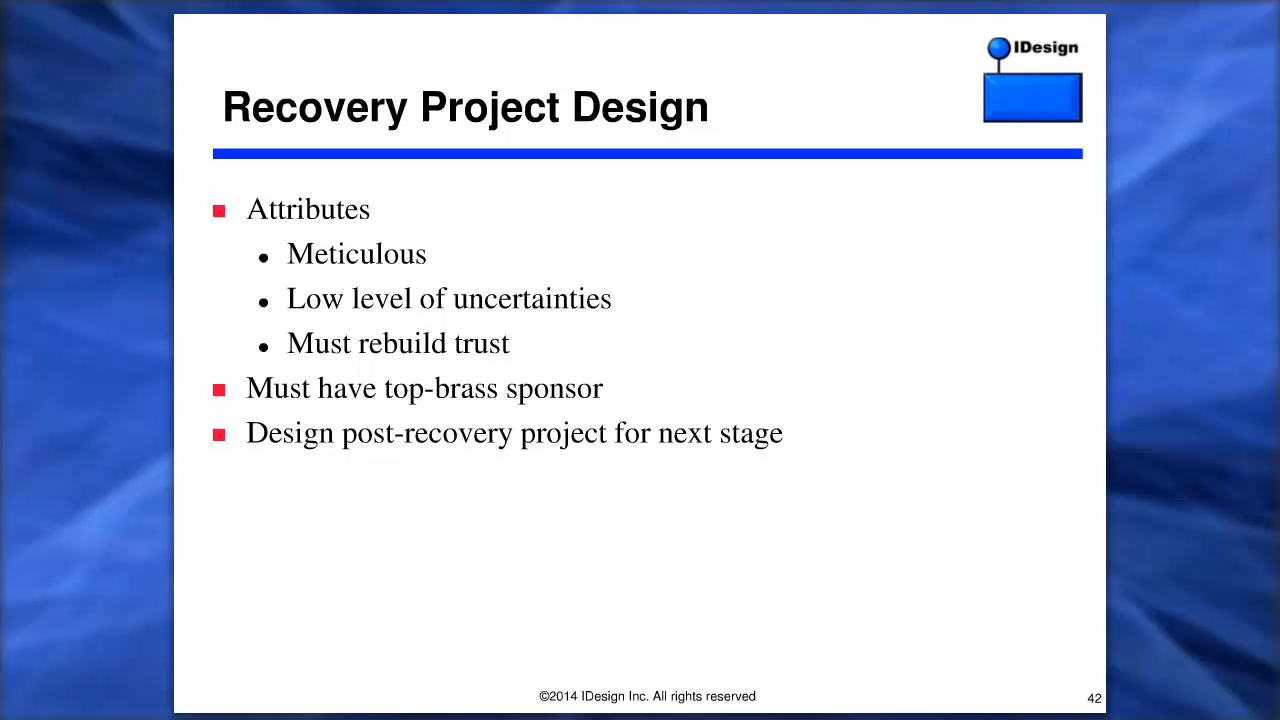 IDesign
Recovery Project Design
Attributes
Meticulous
Low level of uncertainties
Must rebuild trust
Must have top-brass sponsor
Design post-recovery project for next stage
©2014 IDesign Inc. All rights reserved
42